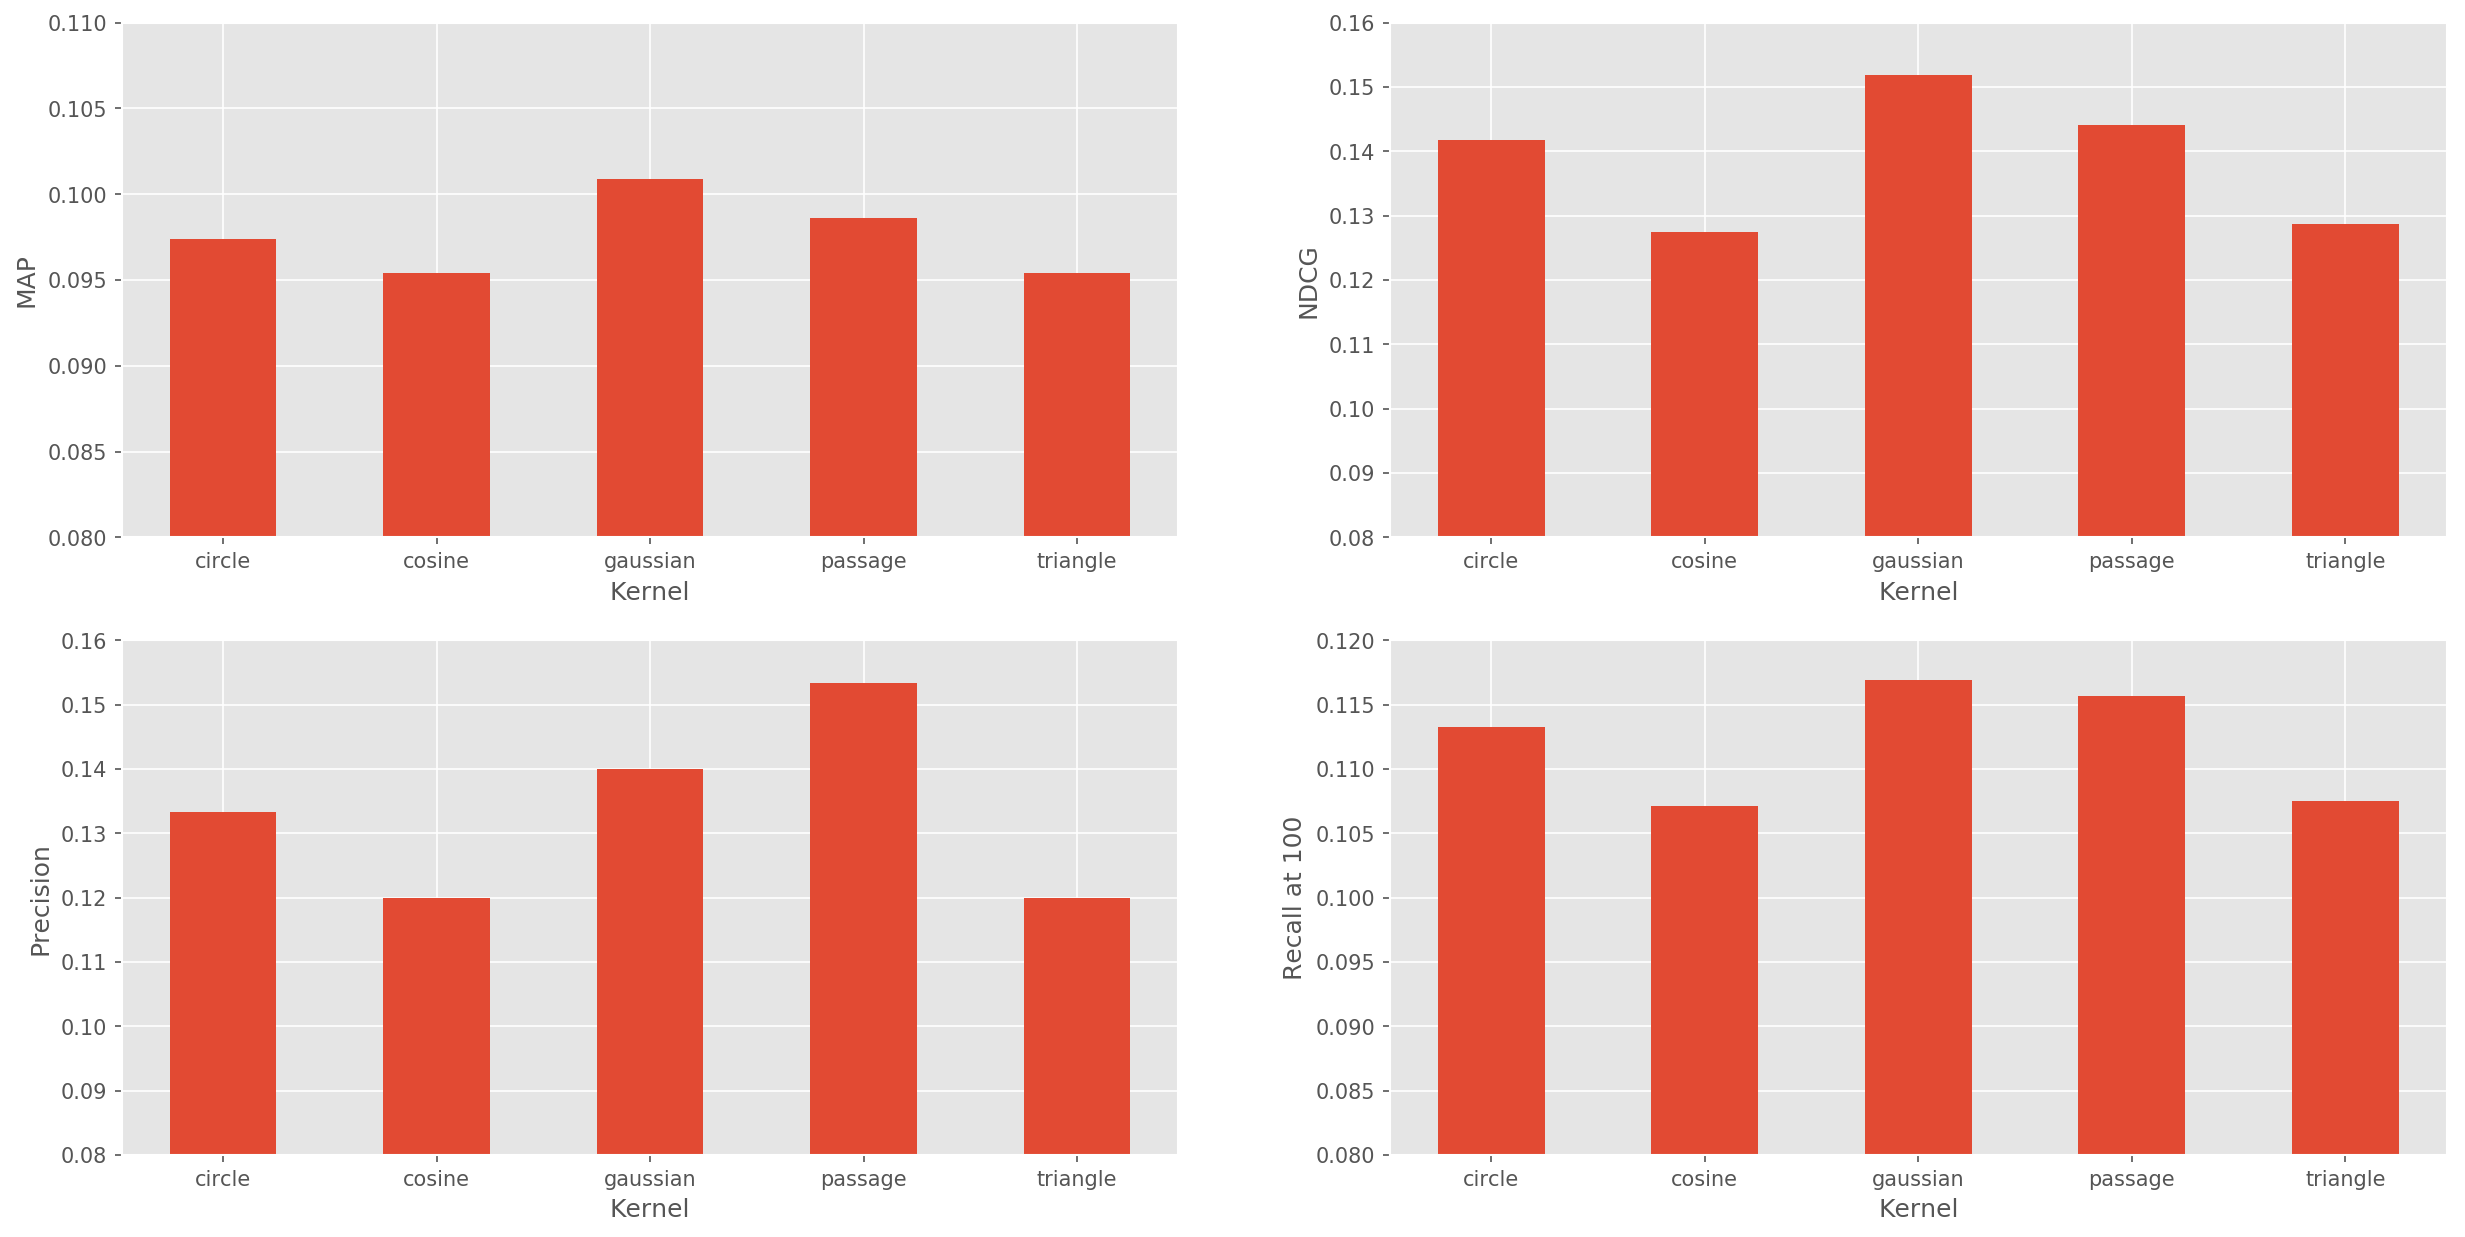 0.110
0.105
0.100
0.095
0.090
0.085
0.080
MAP
circle cosine gaussian passage triangle
Kernel
0.16
0.15
0.14
0.13
0.12
0.11
0.10
0.09
0.08
NDCG
circle cosine gaussian passage triangle
Kernel
0.16
0.15
0.14
0.13
0.12
0.11
0.10
0.09
0.08
Precision
circle cosine gaussian passage triangle
Kernel
0.120
0.115
0.110
0.105
0.100
0.095
0.090
0.085
0.080
Recall at 100
circle cosine gaussian passage triangle
Kernel